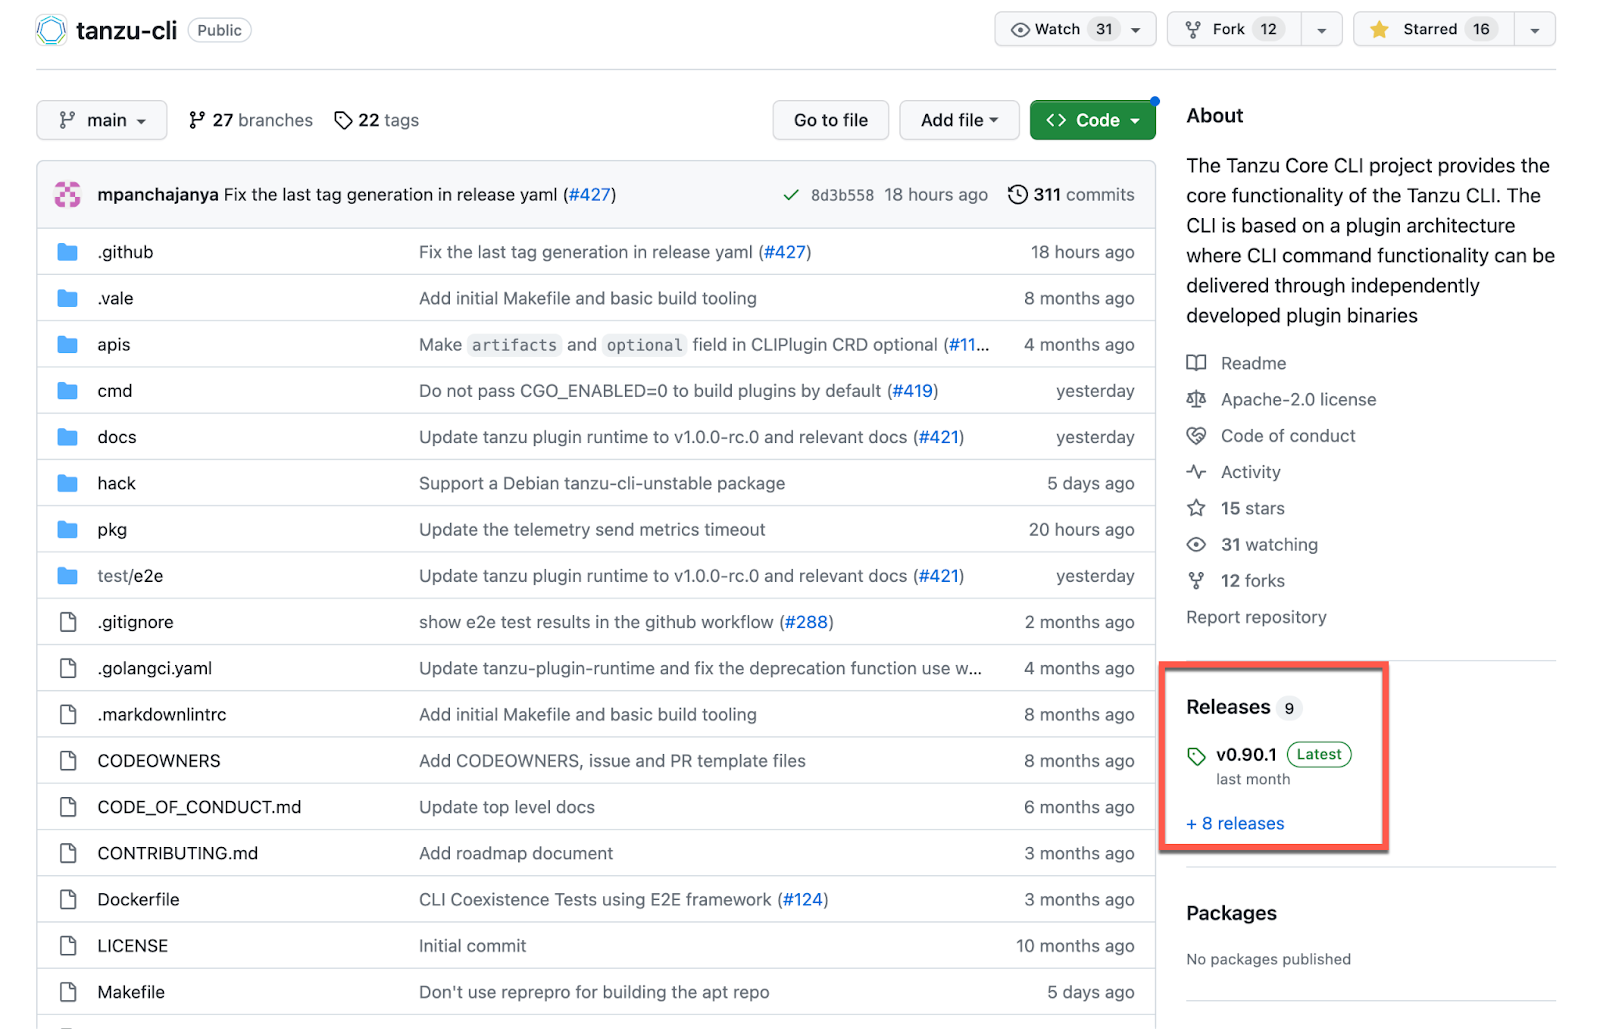 tanzu-cli Public Watch 31 Fork 12 Starred 16
main 27 branches 22 tags Go to file Add file Code
mpanchajanya Fix the last tag generation in release yaml (#427) 8d3b558 18 hours ago 311 commits
.github Fix the last tag generation in release yaml (#427) 18 hours ago
.vale Add initial Makefile and basic build tooling 8 months ago
apis Make artifacts and optional field in CLIPlugin CRD optional (#11... 4 months ago
cmd Do not pass CGO_ENABLED=0 to build plugins by default (#419) yesterday
docs Update tanzu plugin runtime to v1.0.0-rc.0 and relevant docs (#421) yesterday
hack Support a Debian tanzu-cli-unstable package 5 days ago
pkg Update the telemetry send metrics timeout 20 hours ago
test/e2e Update tanzu plugin runtime to v1.0.0-rc.0 and relevant docs (#421) yesterday
.gitignore show e2e test results in the github workflow (#288) 2 months ago
.golangci.yaml Update tanzu-plugin-runtime and fix the deprecation function use w... 4 months ago
.markdownlintrc Add initial Makefile and basic build tooling 8 months ago
CODEOWNERS Add CODEOWNERS, issue and PR template files 8 months ago
CODE_OF_CONDUCT.md Update top level docs 6 months ago
CONTRIBUTING.md Add roadmap document 3 months ago
Dockerfile CLI Coexistence Tests using E2E framework (#124) 3 months ago
LICENSE Initial commit 10 months ago
Makefile Don't use reprepro for building the apt repo 5 days ago
About
The Tanzu Core CLI project provides the
core functionality of the Tanzu CLI. The
CLI is based on a plugin architecture
where CLI command functionality can be
delivered through independently
developed plugin binaries
Readme
Apache-2.0 license
Code of conduct
Activity
15 stars
31 watching
12 forks
Report repository
Releases 9
v0.90.1 Latest
last month
+ 8 releases
Packages
No packages published